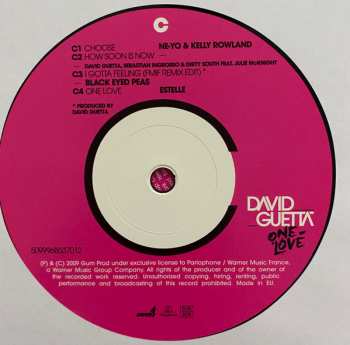 C
C1 CHOOSE NE-YO & KELLY ROWLAND
C2 HOW SOON IS NOW —
— DAVID GUETTA, SEBASTIAN INGROSSO & DIRTY SOUTH FEAT. JULIE McKNIGHT
C3 I GOTTA FEELING (FMIF REMIX EDIT) * —
— BLACK EYED PEAS
C4 ONE LOVE ESTELLE
* PRODUCED BY
DAVID GUETTA
DAVID
GUETTA
ONE
LOVE
(P) & (C) 2009 Gum Prod under exclusive license to Parlophone / Warner Music France,
a Warner Music Group Company. All rights of the producer and of the owner of
the recorded work reserved. Unauthorised copying, hiring, renting, public
performance and broadcasting of this record prohibited. Made in EU.